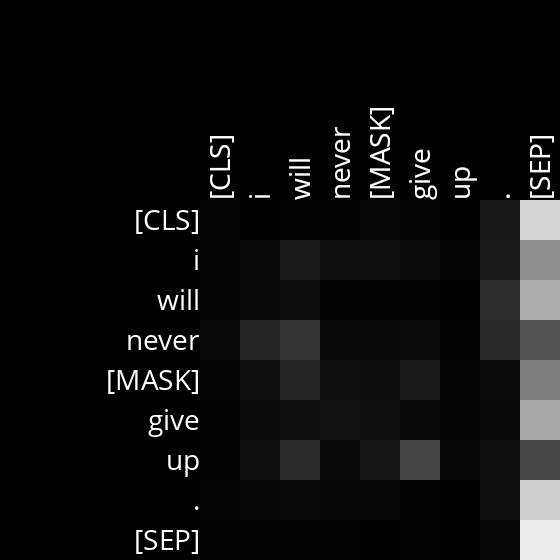 [CLS] i will never [MASK] give up . [SEP]
[CLS]
i
will
never
[MASK]
give
up
.
[SEP]